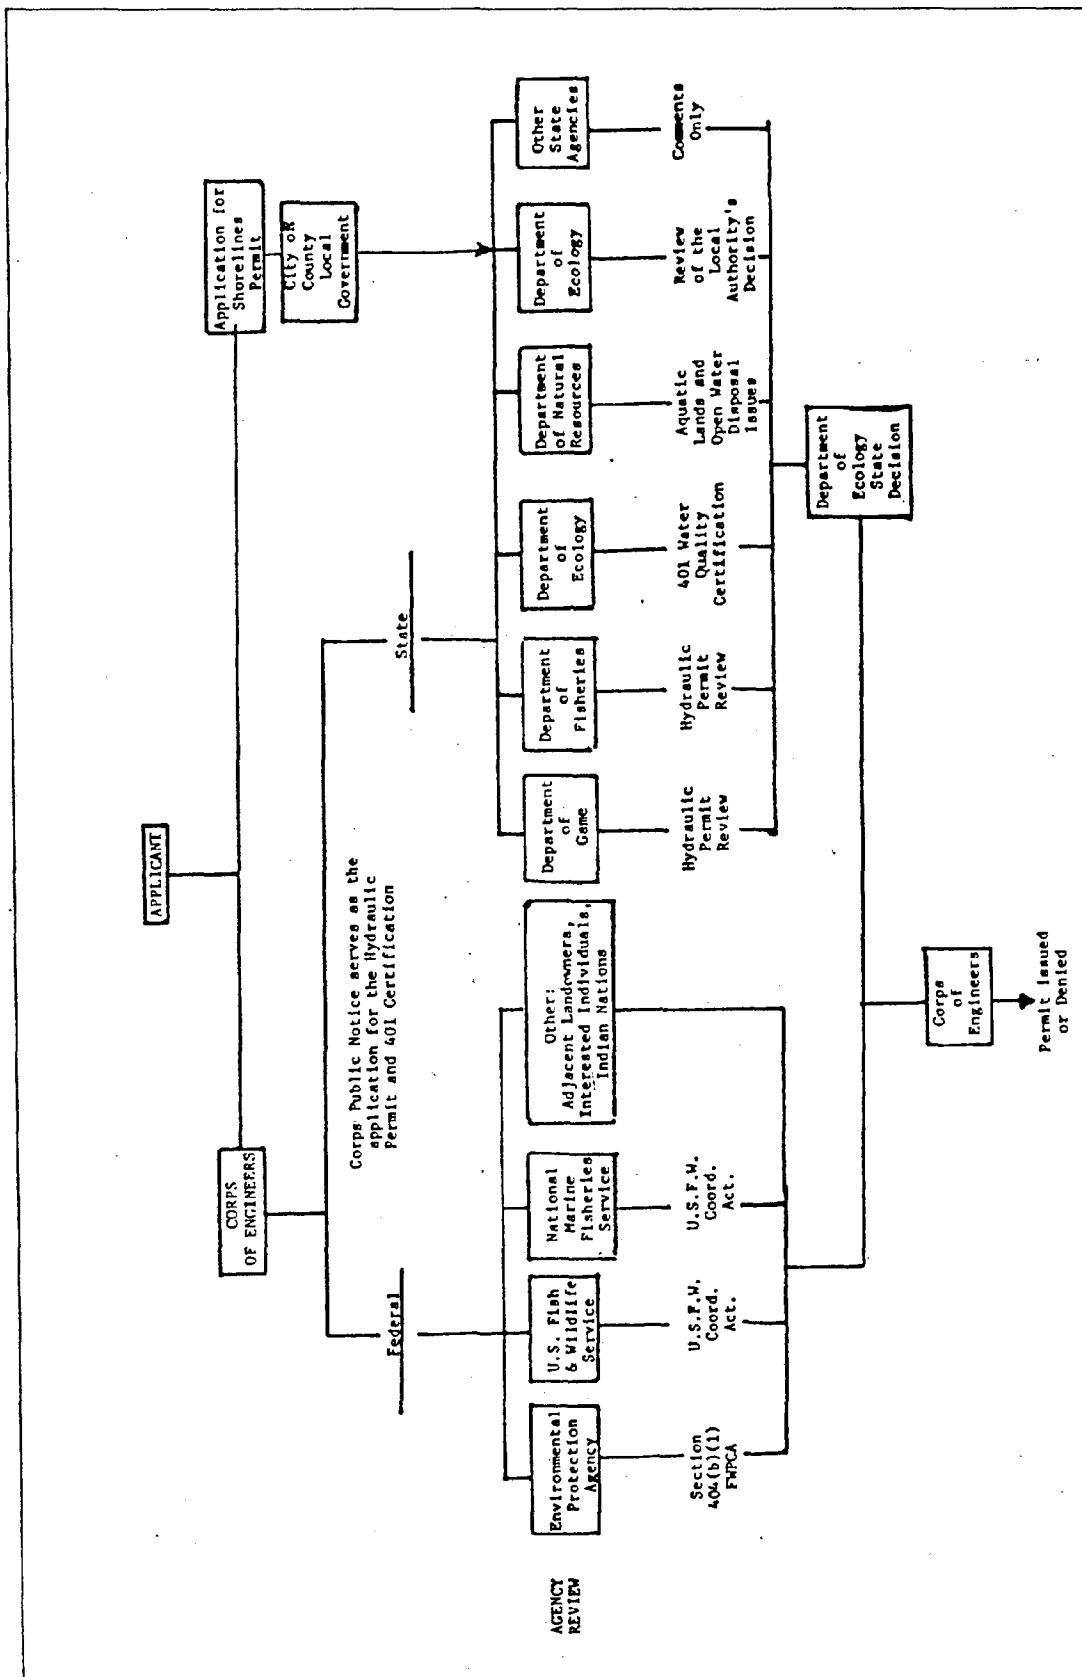 APPLICANT
CORPS
OF ENGINEERS
Application for
Shorelines
Permit
City oR
County
Local
Government
Corps Public Notice serves as the
application for the Hydraulic
Permit and 401 Certification
Federal
State
AGENCY
REVIEW
Environmental
Protection
Agency
U.S. Fish
& Wildlife
Service
National
Marine
Fisheries
Service
Other:
Adjacent Landowners,
Interested Individuals,
Indian Nations
Department
of
Game
Department
of
Fisheries
Department
of
Ecology
Department
of Natural
Resources
Department
of
Ecology
Other
State
Agencies
Section
404(b)(1)
FWPCA
U.S.F.W.
Coord.
Act.
U.S.F.W.
Coord.
Act.
Hydraulic
Permit
Review
Hydraulic
Permit
Review
401 Water
Quality
Certification
Aquatic
Lands and
Open Water
Disposal
Issues
Review
of the
Local
Authority's
Decision
Comments
Only
Department
of
Ecology
State
Decision
Corps
of
Engineers
Permit Issued
or Denied